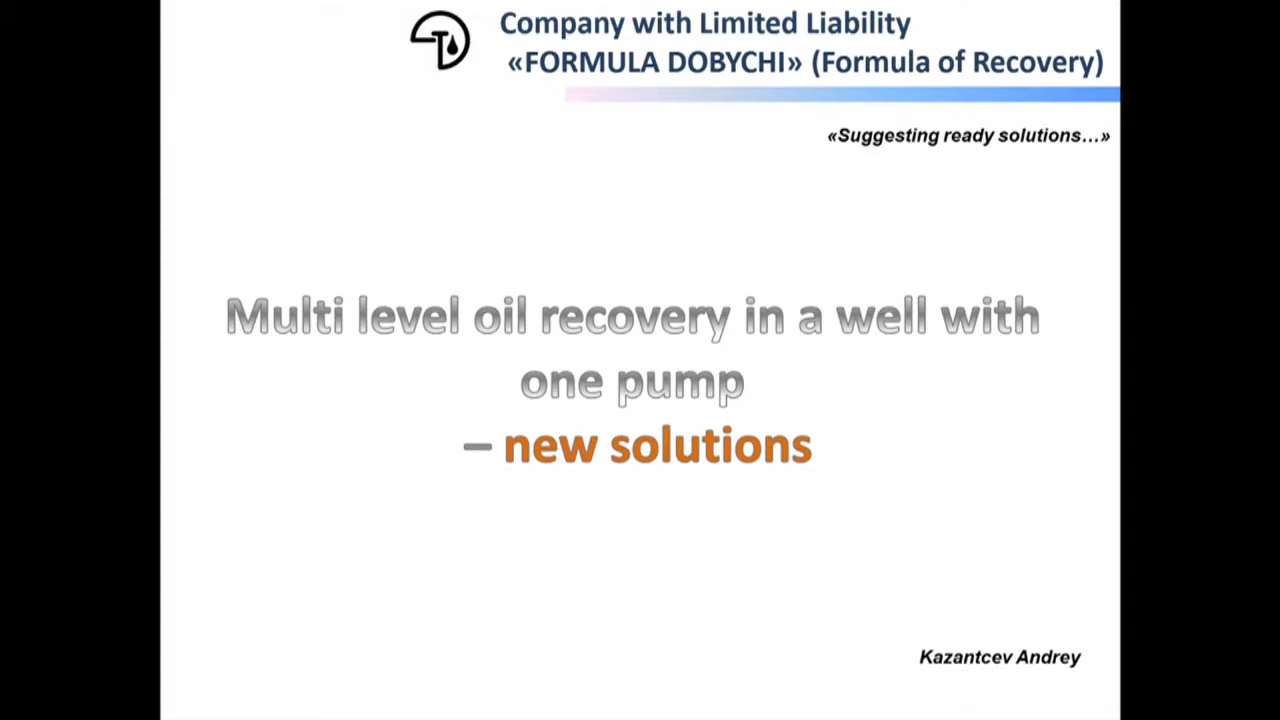 Company with Limited Liability
«FORMULA DOBYCHI» (Formula of Recovery)
«Suggesting ready solutions...»
Multi level oil recovery in a well with
one pump
– new solutions
Kazantcev Andrey